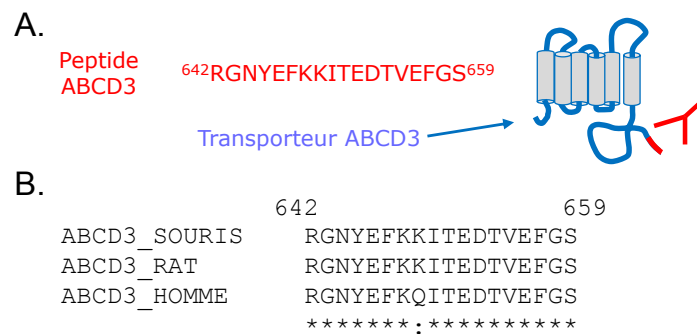 A.
Peptide
ABCD3
⁶⁴²RGNYEFKKITEDTVEFGS⁶⁵⁹
Transporteur ABCD3
B.
642 659
ABCD3_SOURIS RGNYEFKKITEDTVEFGS
ABCD3_RAT RGNYEFKKITEDTVEFGS
ABCD3_HOMME RGNYEFKQITEDTVEFGS
*******:**********